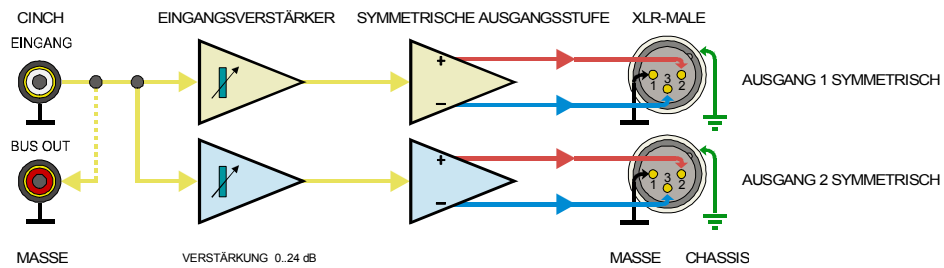 CINCH EINGANGSVERSTÄRKER SYMMETRISCHE AUSGANGSSTUFE XLR-MALE
EINGANG
+
3
1 2
–
AUSGANG 1 SYMMETRISCH
BUS OUT
+
3
1 2
–
AUSGANG 2 SYMMETRISCH
MASSE VERSTÄRKUNG 0..24 dB MASSE CHASSIS